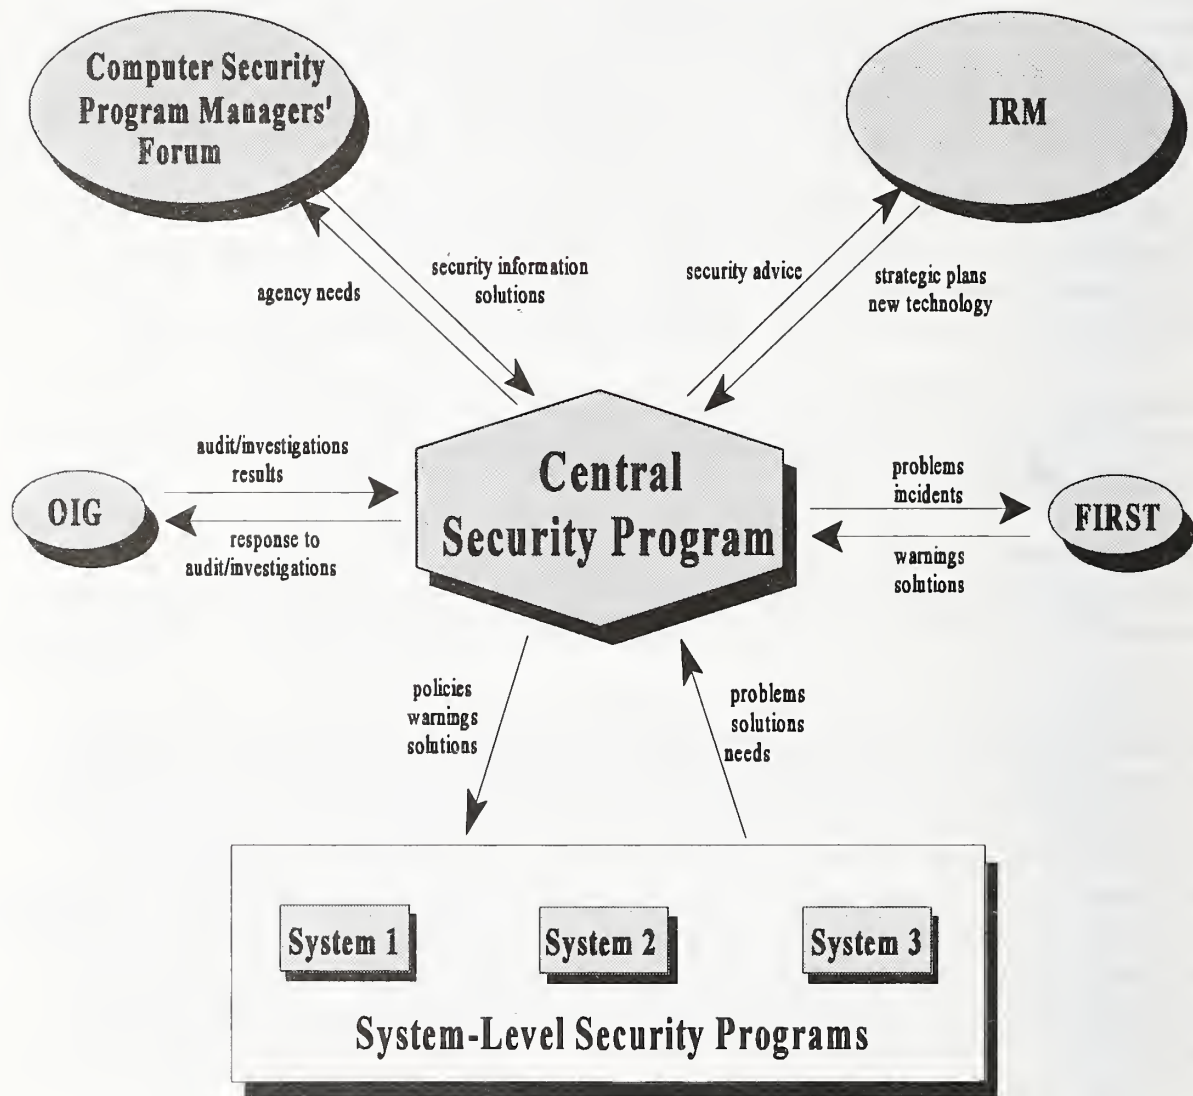 Computer Security
Program Managers'
Forum
IRM
agency needs
security information
solutions
security advice
strategic plans
new technology
audit/investigations
results
OIG
response to
audit/investigations
Central
Security Program
problems
incidents
FIRST
warnings
solutions
policies
warnings
solutions
problems
solutions
needs
System 1
System 2
System 3
System-Level Security Programs